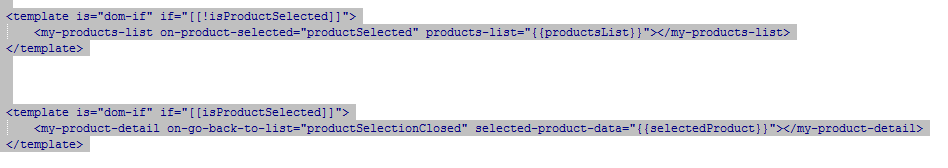 <template is="dom-if" if="[[!isProductSelected]]">
<my-products-list on-product-selected="productSelected" products-list="{{productsList}}"></my-products-list>
</template>
<template is="dom-if" if="[[isProductSelected]]">
<my-product-detail on-go-back-to-list="productSelectionClosed" selected-product-data="{{selectedProduct}}"></my-product-detail>
</template>